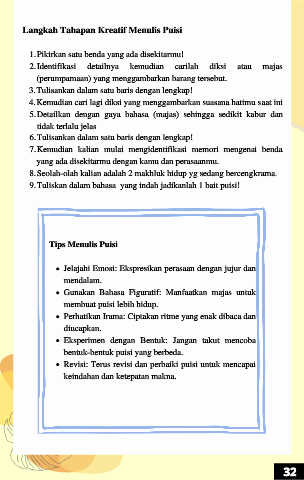 Langkah Tahapan Kreatif Menulis Puisi
1. Pikirkan satu benda yang ada disekitarmu!
2. Identifikasi detailnya kemudian carilah diksi atau majas
(perumpamaan) yang menggambarkan barang tersebut.
3. Tulisankan dalam satu baris dengan lengkap!
4. Kemudian cari lagi diksi yang menggambarkan suasana hatimu saat ini
5. Detailkan dengan gaya bahasa (majas) sehingga sedikit kabur dan
tidak terlalu jelas
6. Tulisankan dalam satu baris dengan lengkap!
7. Kemudian kalian mulai mengidentifikasi memori mengenai benda
yang ada disekitarmu dengan kamu dan perasaanmu.
8. Seolah-olah kalian adalah 2 makhluk hidup yg sedang bercengkrama.
9. Tuliskan dalam bahasa yang indah jadikanlah 1 bait puisi!
Tips Menulis Puisi
• Jelajahi Emosi: Ekspresikan perasaan dengan jujur dan
mendalam.
• Gunakan Bahasa Figuratif: Manfaatkan majas untuk
membuat puisi lebih hidup.
• Perhatikan Irama: Ciptakan ritme yang enak dibaca dan
diucapkan.
• Eksperimen dengan Bentuk: Jangan takut mencoba
bentuk-bentuk puisi yang berbeda.
• Revisi: Terus revisi dan perbaiki puisi untuk mencapai
keindahan dan ketepatan makna.
32